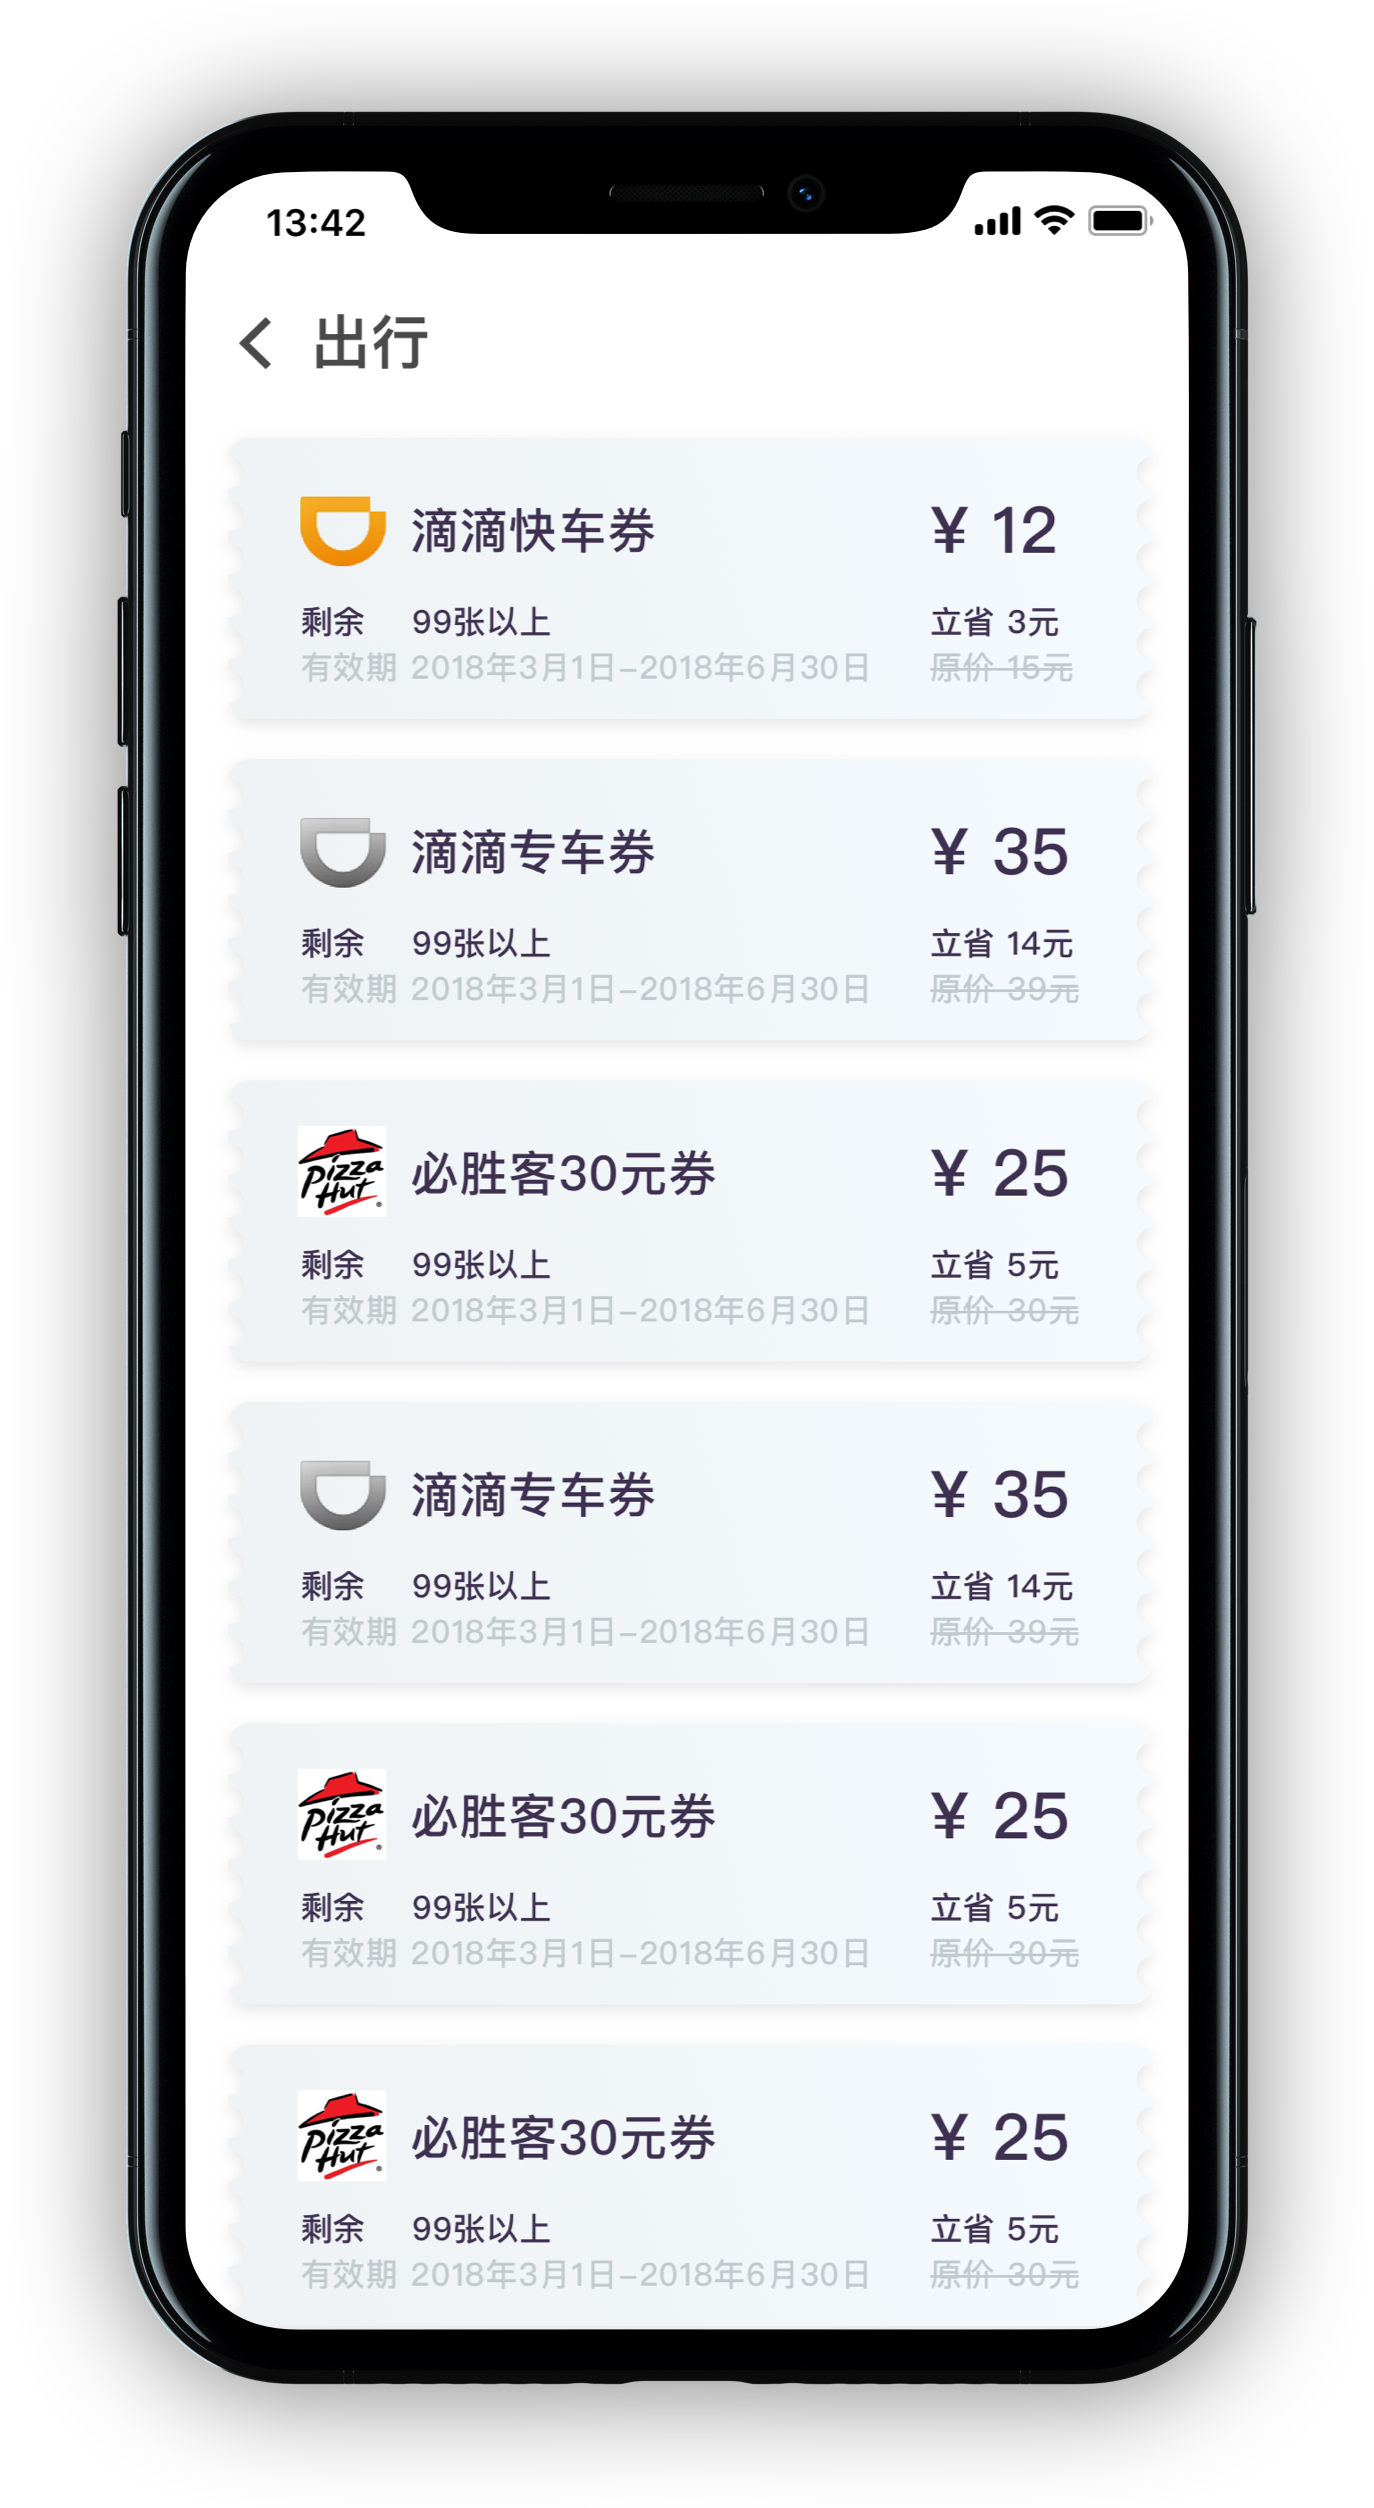 13:42
出行
滴滴快车券 ¥ 12
剩余 99张以上 立省 3元
有效期 2018年3月1日–2018年6月30日 原价 15元
滴滴专车券 ¥ 35
剩余 99张以上 立省 14元
有效期 2018年3月1日–2018年6月30日 原价 39元
Pizza Hut 必胜客30元券 ¥ 25
剩余 99张以上 立省 5元
有效期 2018年3月1日–2018年6月30日 原价 30元
滴滴专车券 ¥ 35
剩余 99张以上 立省 14元
有效期 2018年3月1日–2018年6月30日 原价 39元
Pizza Hut 必胜客30元券 ¥ 25
剩余 99张以上 立省 5元
有效期 2018年3月1日–2018年6月30日 原价 30元
Pizza Hut 必胜客30元券 ¥ 25
剩余 99张以上 立省 5元
有效期 2018年3月1日–2018年6月30日 原价 30元